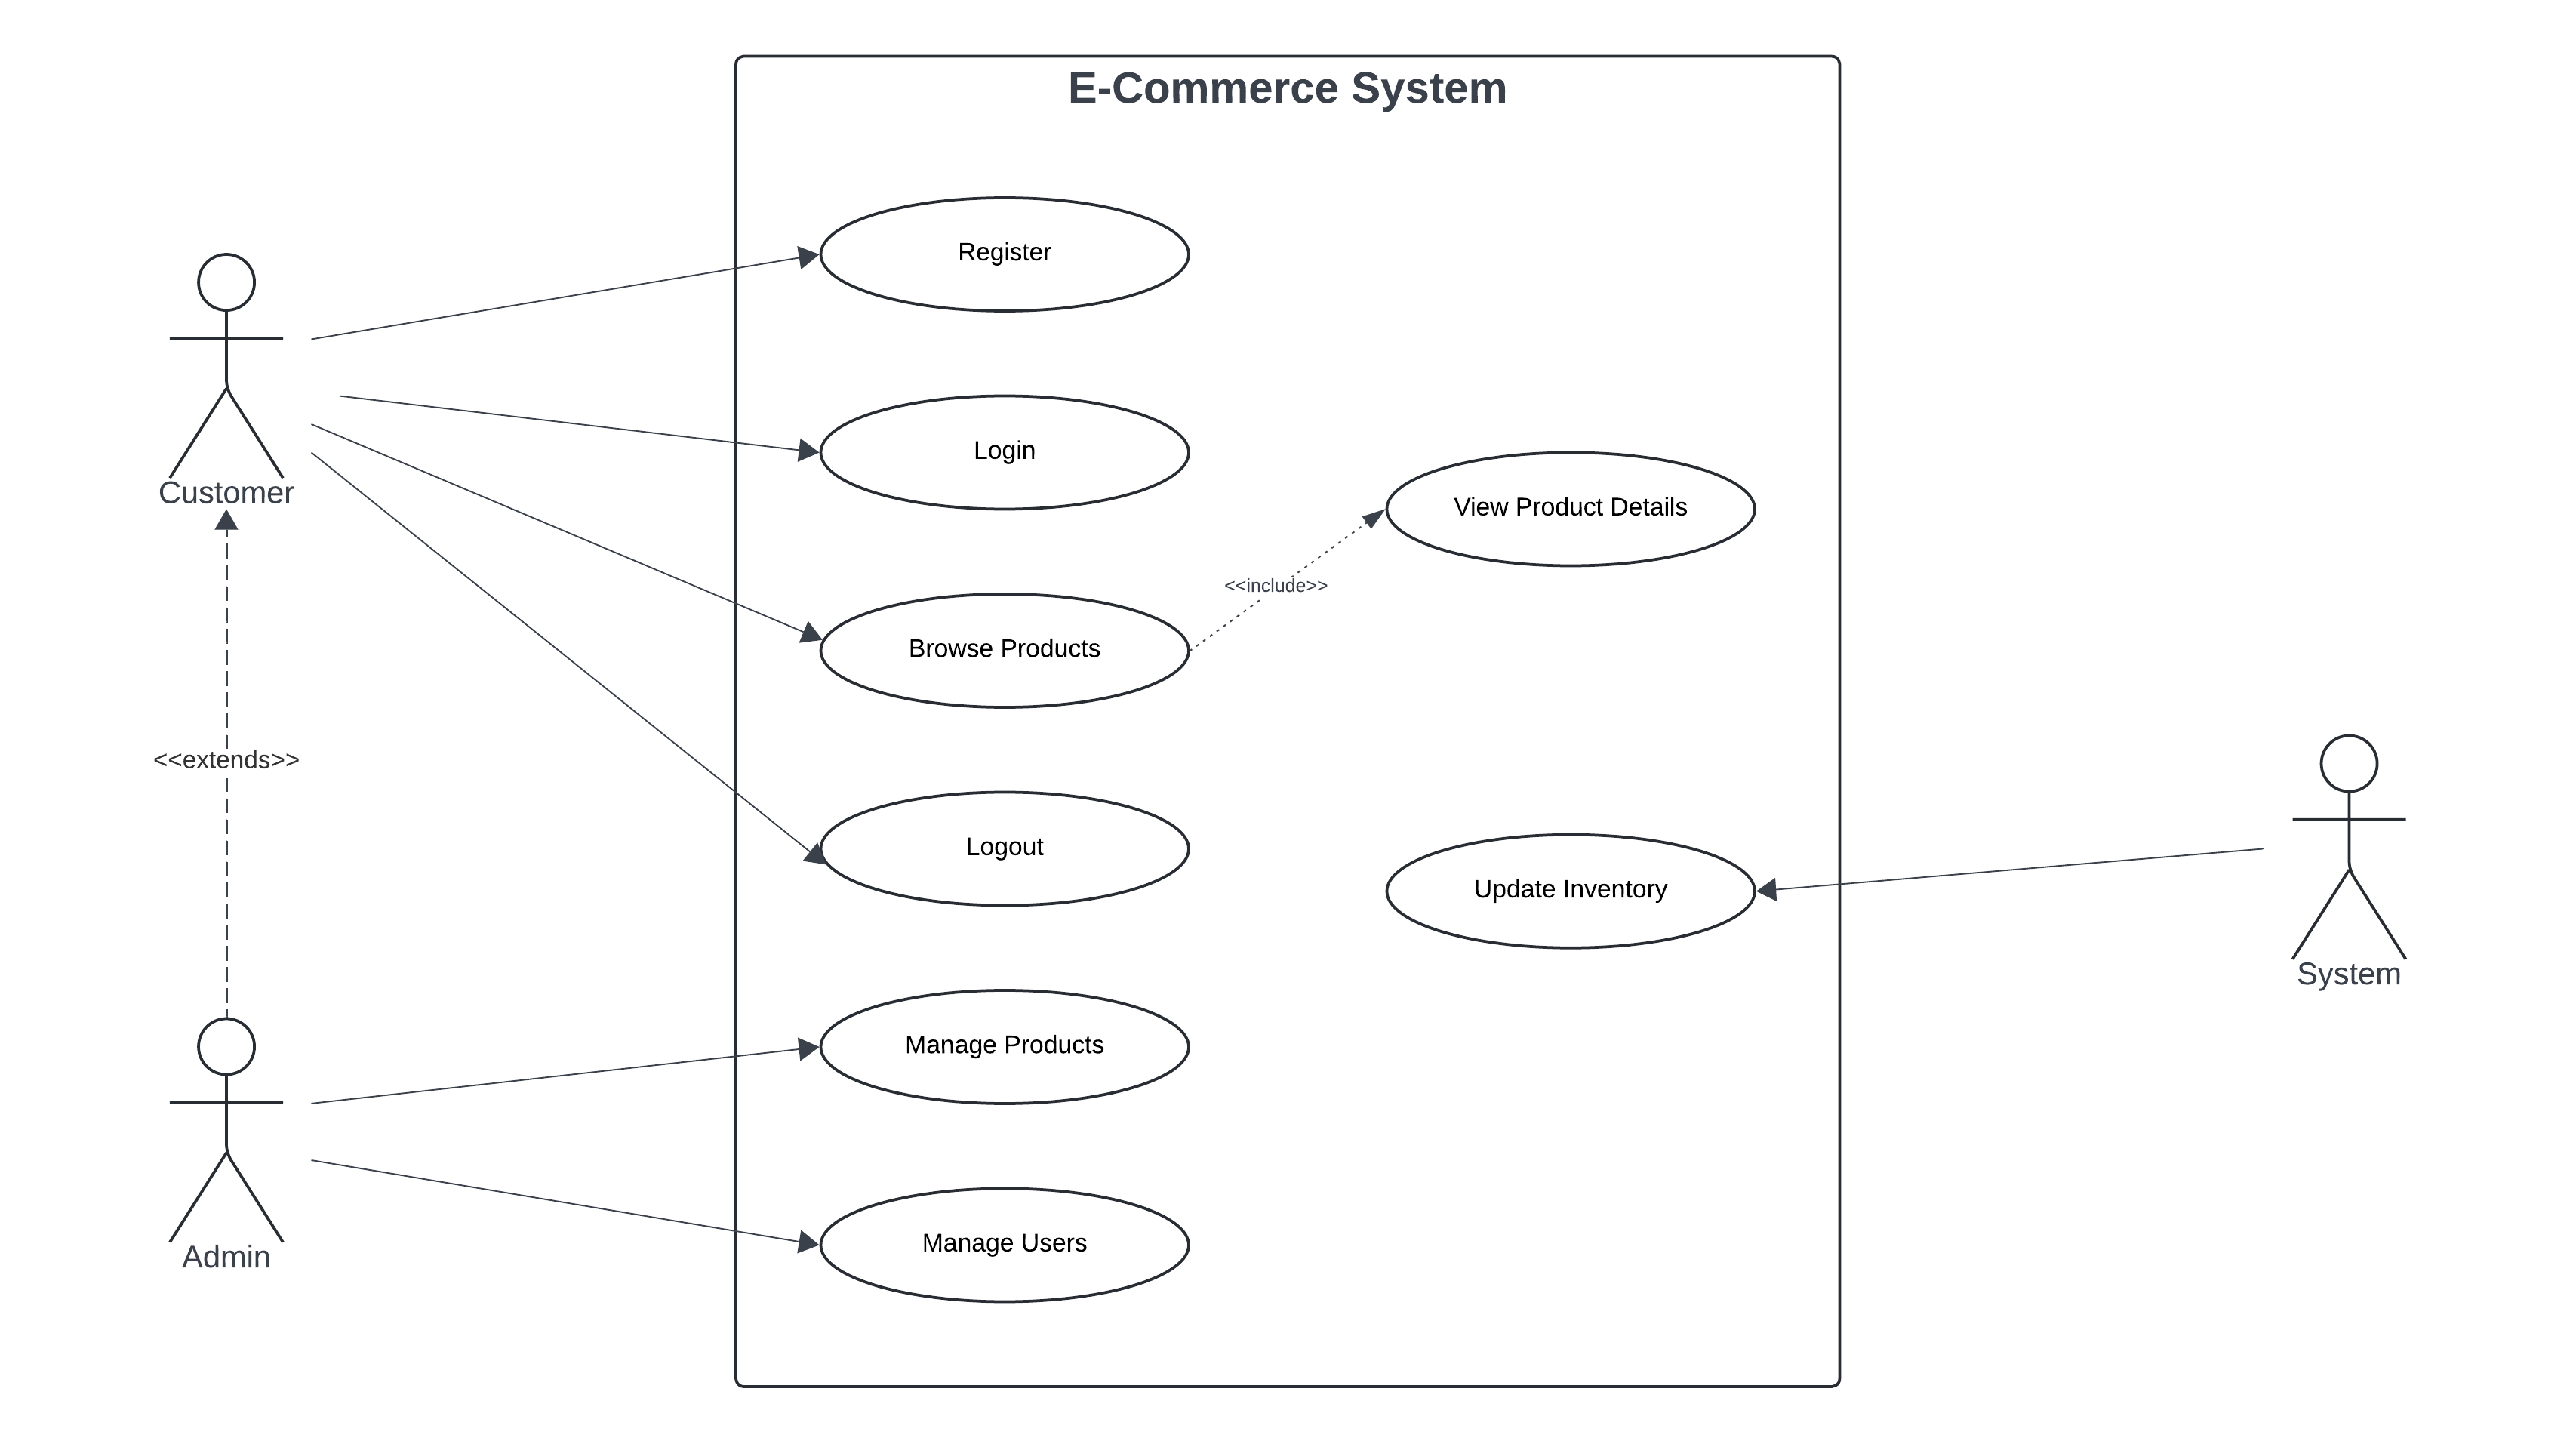 E-Commerce System
Register
Customer
Login
View Product Details
<<include>>
Browse Products
<<extends>>
Logout
Update Inventory
System
Manage Products
Admin
Manage Users